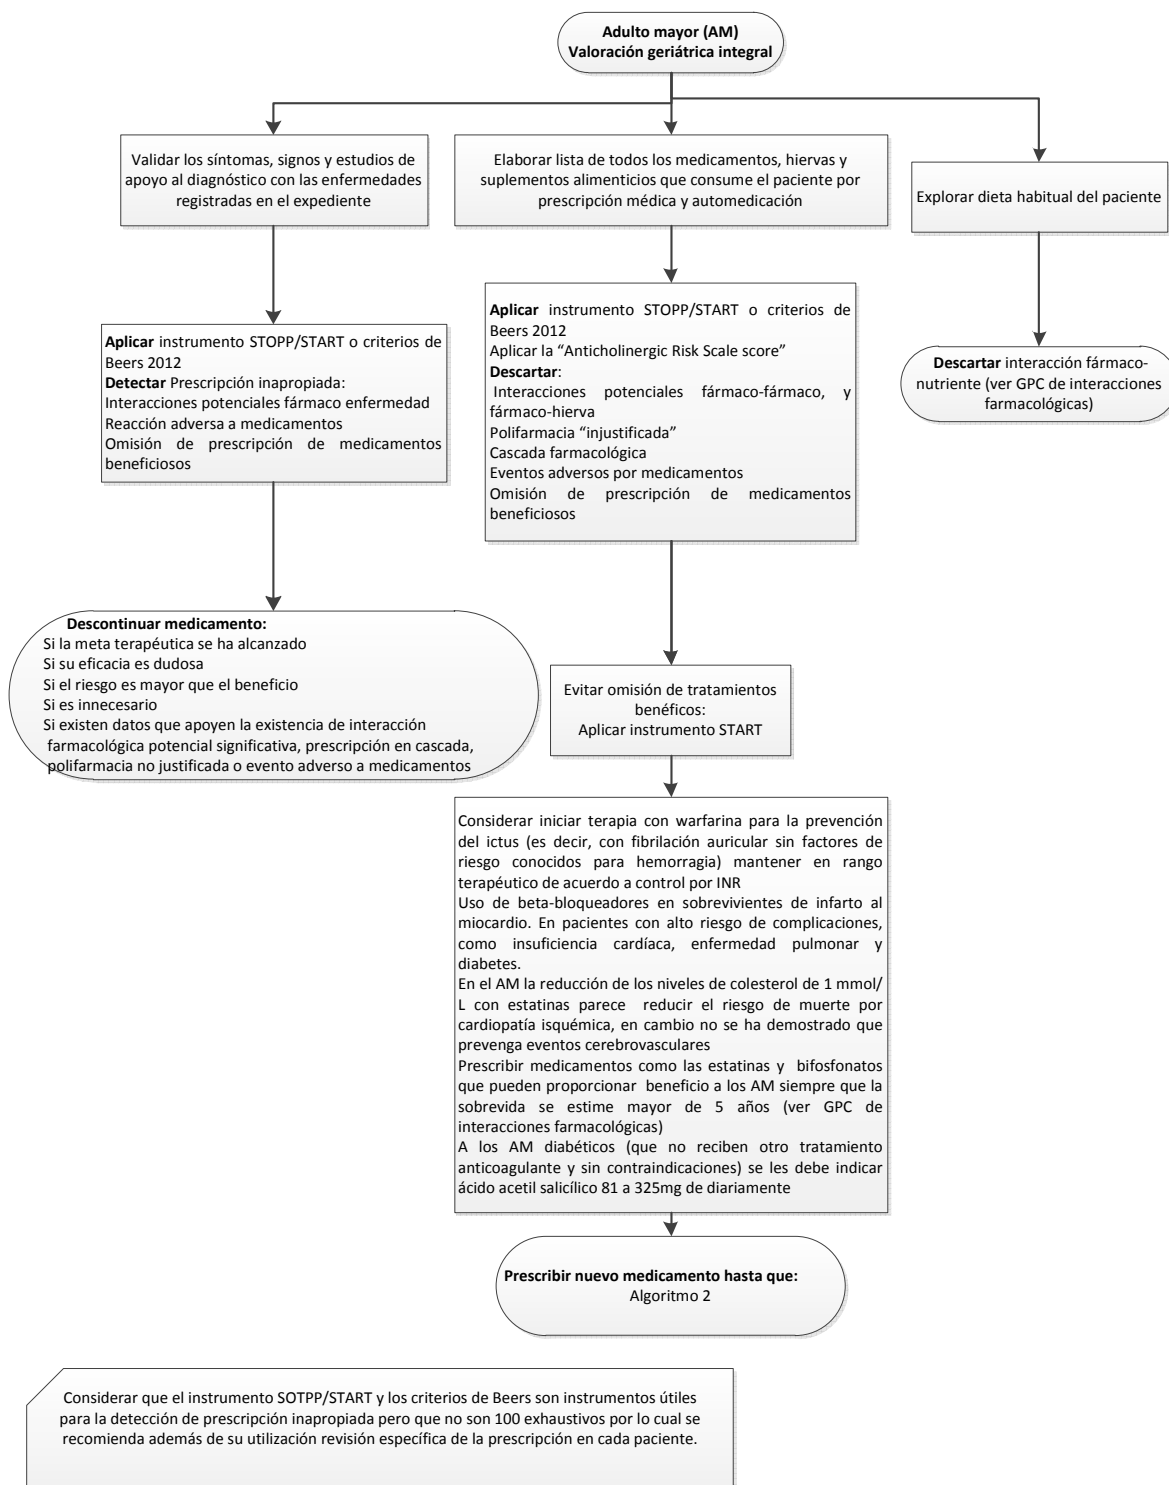 Adulto mayor (AM)
Valoración geriátrica integral
Validar los síntomas, signos y estudios de
apoyo al diagnóstico con las enfermedades
registradas en el expediente
Elaborar lista de todos los medicamentos, hiervas y
suplementos alimenticios que consume el paciente por
prescripción médica y automedicación
Explorar dieta habitual del paciente
Aplicar instrumento STOPP/START o criterios de
Beers 2012
Detectar Prescripción inapropiada:
Interacciones potenciales fármaco enfermedad
Reacción adversa a medicamentos
Omisión de prescripción de medicamentos
beneficiosos
Aplicar instrumento STOPP/START o criterios de
Beers 2012
Aplicar la “Anticholinergic Risk Scale score”
Descartar:
Interacciones potenciales fármaco-fármaco, y
fármaco-hierva
Polifarmacia “injustificada”
Cascada farmacológica
Eventos adversos por medicamentos
Omisión de prescripción de medicamentos
beneficiosos
Descartar interacción fármaco-
nutriente (ver GPC de interacciones
farmacológicas)
Descontinuar medicamento:
Si la meta terapéutica se ha alcanzado
Si su eficacia es dudosa
Si el riesgo es mayor que el beneficio
Si es innecesario
Si existen datos que apoyen la existencia de interacción
farmacológica potencial significativa, prescripción en cascada,
polifarmacia no justificada o evento adverso a medicamentos
Evitar omisión de tratamientos
benéficos:
Aplicar instrumento START
Considerar iniciar terapia con warfarina para la prevención
del ictus (es decir, con fibrilación auricular sin factores de
riesgo conocidos para hemorragia) mantener en rango
terapéutico de acuerdo a control por INR
Uso de beta-bloqueadores en sobrevivientes de infarto al
miocardio. En pacientes con alto riesgo de complicaciones,
como insuficiencia cardíaca, enfermedad pulmonar y
diabetes.
En el AM la reducción de los niveles de colesterol de 1 mmol/
L con estatinas parece reducir el riesgo de muerte por
cardiopatía isquémica, en cambio no se ha demostrado que
prevenga eventos cerebrovasculares
Prescribir medicamentos como las estatinas y bifosfonatos
que pueden proporcionar beneficio a los AM siempre que la
sobrevida se estime mayor de 5 años (ver GPC de
interacciones farmacológicas)
A los AM diabéticos (que no reciben otro tratamiento
anticoagulante y sin contraindicaciones) se les debe indicar
ácido acetil salicílico 81 a 325mg de diariamente
Prescribir nuevo medicamento hasta que:
Algoritmo 2
Considerar que el instrumento SOTPP/START y los criterios de Beers son instrumentos útiles
para la detección de prescripción inapropiada pero que no son 100 exhaustivos por lo cual se
recomienda además de su utilización revisión específica de la prescripción en cada paciente.